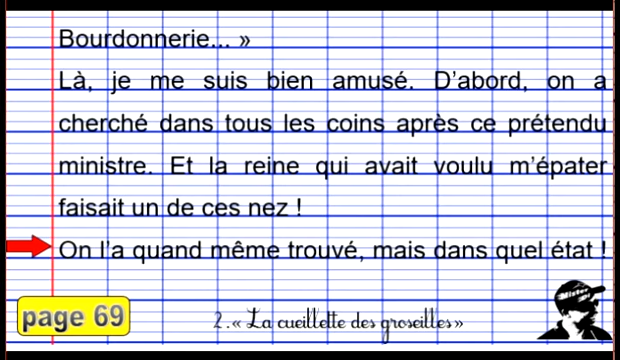 Bourdonnerie... »
Là, je me suis bien amusé. D'abord, on a
cherché dans tous les coins après ce prétendu
ministre. Et la reine qui avait voulu m'épater
faisait un de ces nez !
On l'a quand même trouvé, mais dans quel état !
page 69
2.« La cueillette des groseilles»
Mister